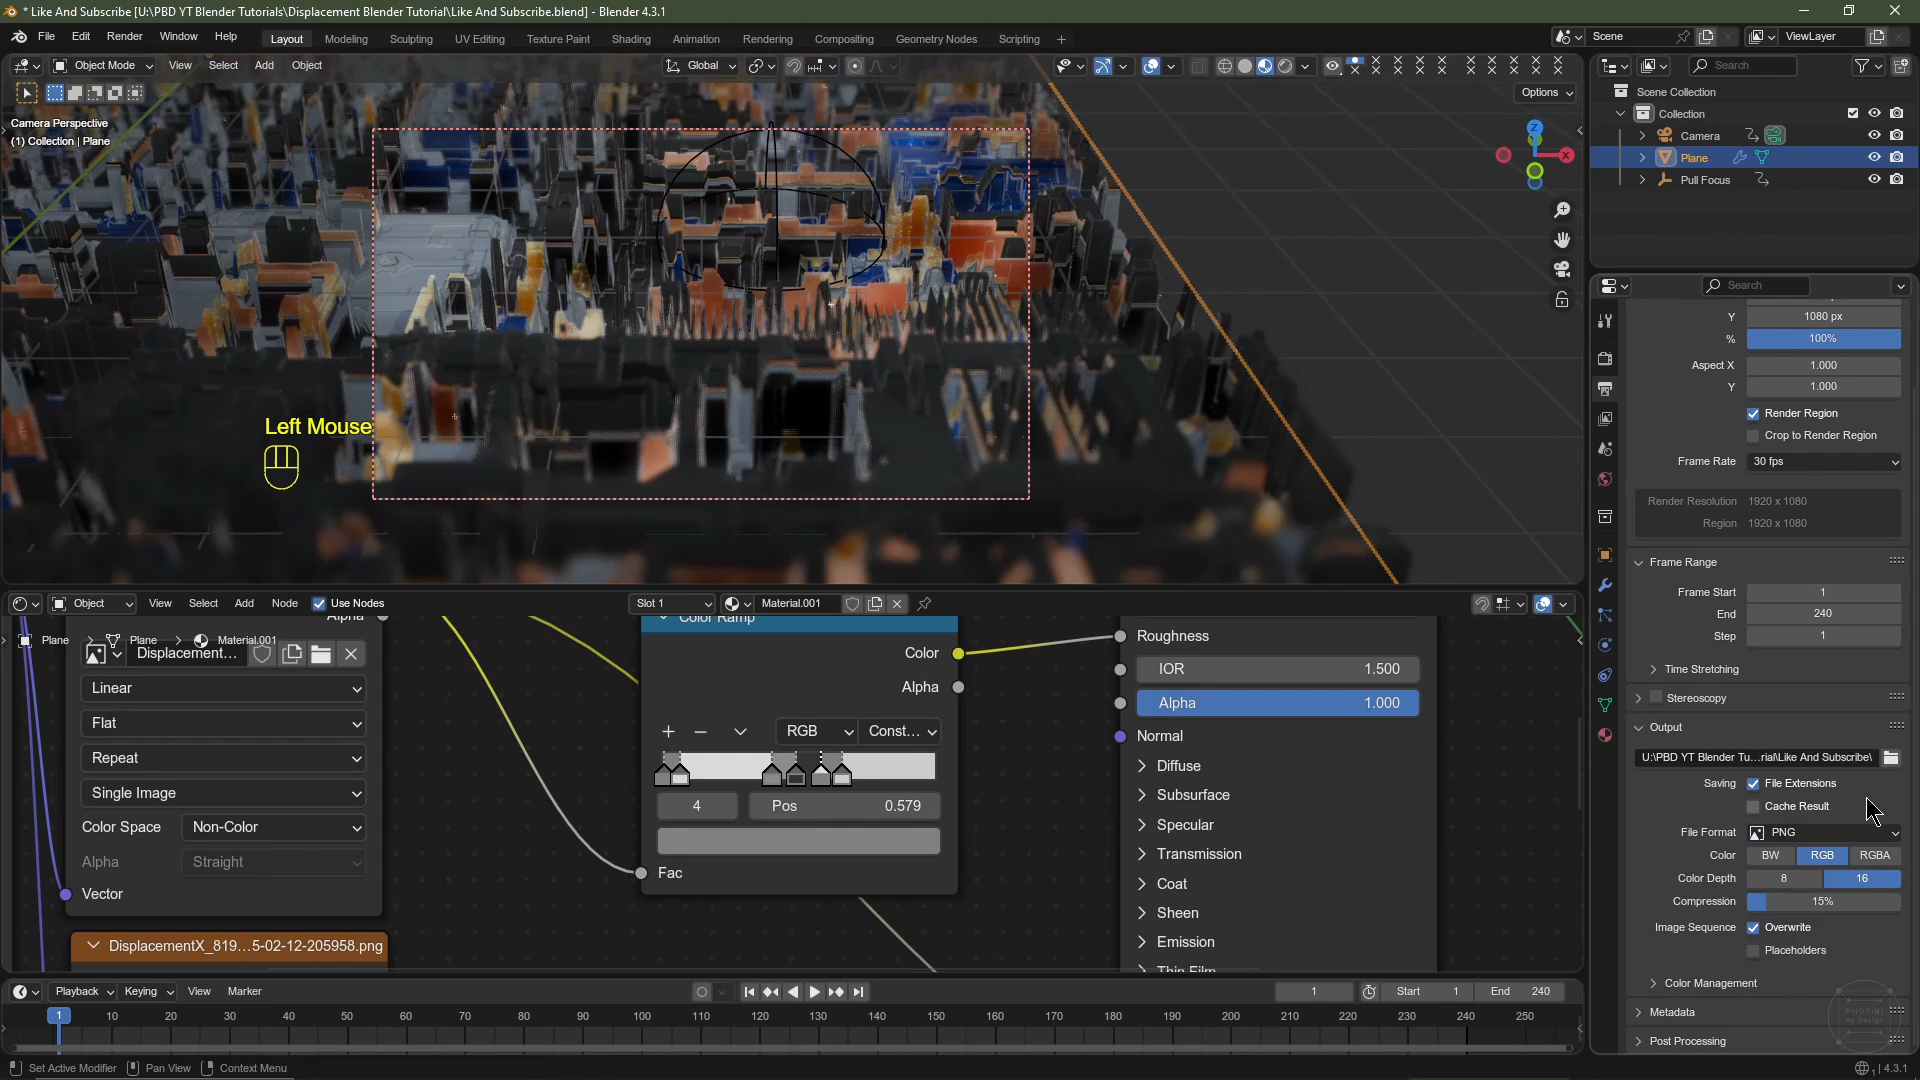 * Like And Subscribe [U:\PBD YT Blender Tutorials\Displacement Blender Tutorial\Like And Subscribe.blend] - Blender 4.3.1
File Edit Render Window Help
Layout Modeling Sculpting UV Editing Texture Paint Shading Animation Rendering Compositing Geometry Nodes Scripting +
Scene
ViewLayer
Object Mode View Select Add Object
Global
Options
Camera Perspective
(1) Collection | Plane
Z
X
Left Mouse
Search
Scene Collection
Collection
Camera
Plane
Pull Focus
Search
Y 1080 px
% 100%
Aspect X 1.000
Y 1.000
Render Region
Crop to Render Region
Frame Rate 30 fps
Render Resolution 1920 x 1080
Region 1920 x 1080
Frame Range
Frame Start 1
End 240
Step 1
Time Stretching
Stereoscopy
Output
U:\PBD YT Blender Tu...rial\Like And Subscribe\
Saving File Extensions
Cache Result
File Format PNG
Color BW RGB RGBA
Color Depth 8 16
Compression 15%
Image Sequence Overwrite
Placeholders
Color Management
Metadata
Post Processing
PHOTINI
By Design
Object View Select Add Node Use Nodes
Slot 1
Material.001
Alpha
Plane Plane Material.001
Displacement...
Linear
Flat
Repeat
Single Image
Color Space Non-Color
Alpha Straight
Vector
DisplacementX_819...5-02-12-205958.png
Color Ramp
Color
Alpha
RGB Const...
4 Pos 0.579
Fac
Roughness
IOR 1.500
Alpha 1.000
Normal
Diffuse
Subsurface
Specular
Transmission
Coat
Sheen
Emission
Thin Film
Playback Keying View Marker
1
Start 1 End 240
1 10 20 30 40 50 60 70 80 90 100 110 120 130 140 150 160 170 180 190 200 210 220 230 240 250
Set Active Modifier Pan View Context Menu
4.3.1